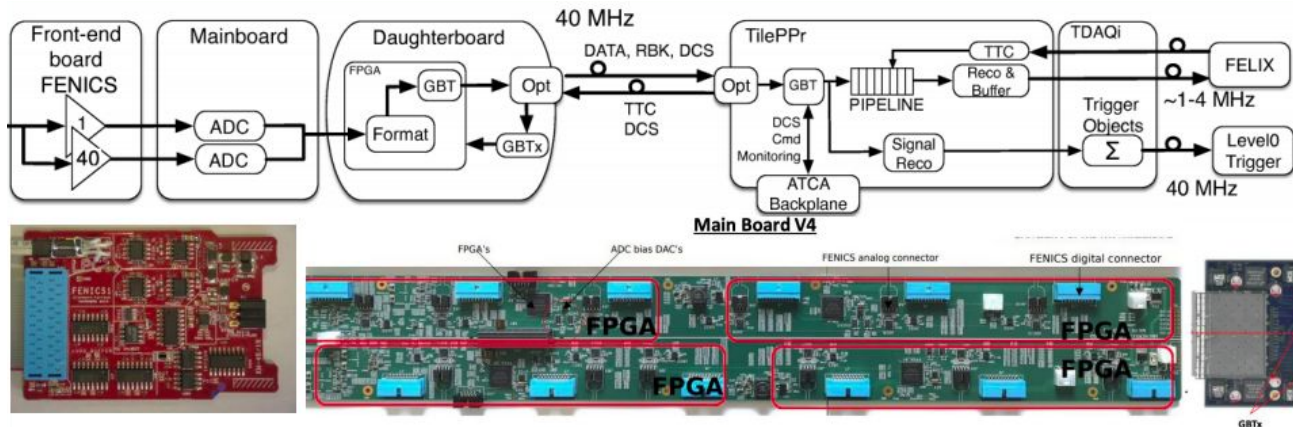 40 MHz
Front-end
board
FENICS
1
40
Mainboard
ADC
ADC
Daughterboard
FPGA
GBT
Format
Opt
GBTx
DATA, RBK, DCS
TTC
DCS
TilePPr
Opt
GBT
PIPELINE
TTC
Reco &
Buffer
DCS
Cmd
Monitoring
Signal
Reco
ATCA
Backplane
TDAQi
Trigger
Objects
Σ
FELIX
~1-4 MHz
Level0
Trigger
40 MHz
Main Board V4
FPGA's
ADC bias DAC's
FENICS analog connector
FENICS digital connector
FENICS1
FPGA
FPGA
FPGA
FPGA
GBTx